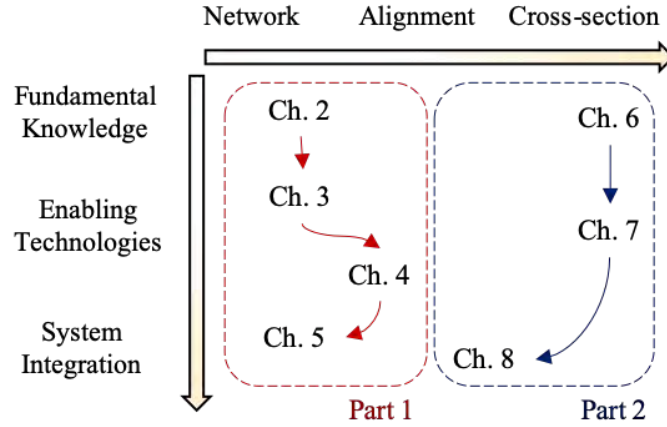 Network Alignment Cross-section
Fundamental
Knowledge
Ch. 2
Ch. 6
Ch. 3
Enabling
Technologies
Ch. 7
Ch. 4
System
Integration
Ch. 5
Ch. 8
Part 1
Part 2